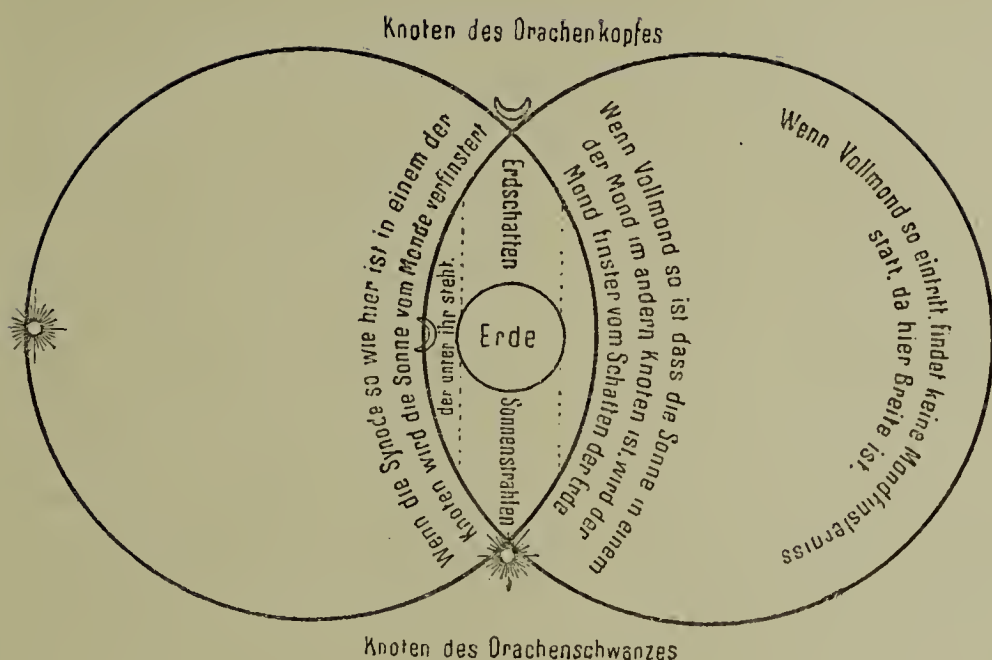 Knoten des Drachenkopfes
Wenn die Synode so wie hier ist in einem der
Knoten wird die Sonne vom Monde verfinstert
der unter ihr steht.
Erdschatten
Erde
Sonnenstrahlen
Wenn Vollmond so ist dass die Sonne in einem
der Mond im andern Knoten ist, wird der
Mond finster vom Schatten der Erde
Wenn Vollmond so eintritt. findet keine Mondfinsterniss
statt. da hier Breite ist.
Knoten des Drachenschwanzes